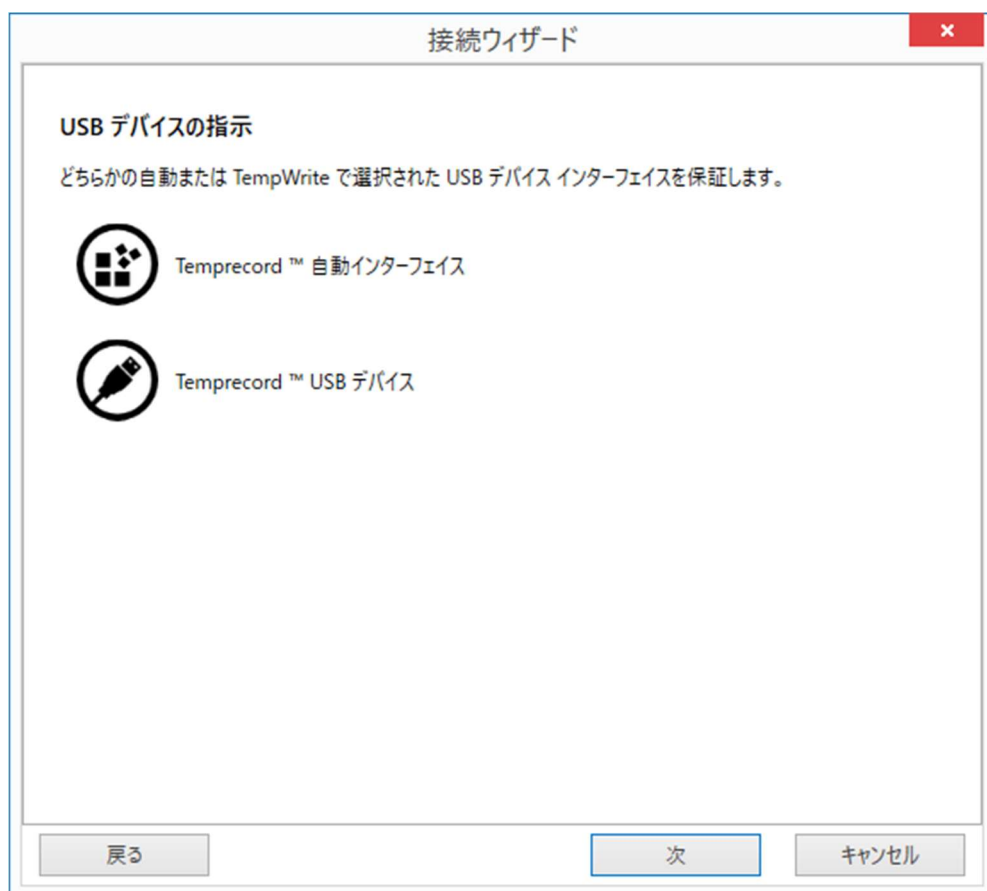 接続ウィザード
USB デバイスの指示
どちらかの自動または TempWrite で選択された USB デバイス インターフェイスを保証します。
Temprecord ™ 自動インターフェイス
Temprecord ™ USB デバイス
戻る
次
キャンセル